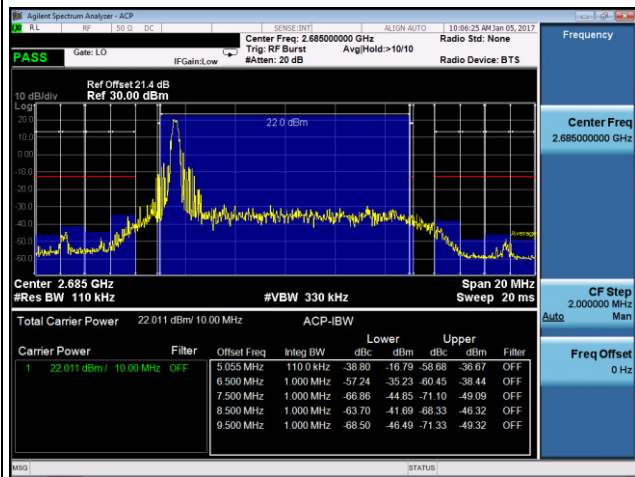 Agilent Spectrum Analyzer - ACP
RL RF 50 Ω DC SENSE:INT ALIGN AUTO 10:06:25 AM Jan 05, 2017
PASS Gate: LO IFGain:Low
Center Freq: 2.685000000 GHz Radio Std: None
Trig: RF Burst Avg|Hold:>10/10
#Atten: 20 dB Radio Device: BTS
Ref Offset 21.4 dB
10 dB/div Ref 30.00 dBm
Log
20.0
10.0
0.00
-10.0
-20.0
-30.0
-40.0
-50.0
-60.0
22.0 dBm
Average
Center 2.685 GHz Span 20 MHz
#Res BW 110 kHz #VBW 330 kHz Sweep 20 ms
Total Carrier Power 22.011 dBm/ 10.00 MHz ACP-IBW
Lower Upper
Carrier Power Filter Offset Freq Integ BW dBc dBm dBc dBm Filter
1 22.011 dBm / 10.00 MHz OFF 5.055 MHz 110.0 kHz -38.80 -16.79 -58.68 -36.67 OFF
6.500 MHz 1.000 MHz -57.24 -35.23 -60.45 -38.44 OFF
7.500 MHz 1.000 MHz -66.86 -44.85 -71.10 -49.09 OFF
8.500 MHz 1.000 MHz -63.70 -41.69 -68.33 -46.32 OFF
9.500 MHz 1.000 MHz -68.50 -46.49 -71.33 -49.32 OFF
MSG STATUS
Frequency
Center Freq
2.685000000 GHz
CF Step
2.000000 MHz
Auto Man
Freq Offset
0 Hz